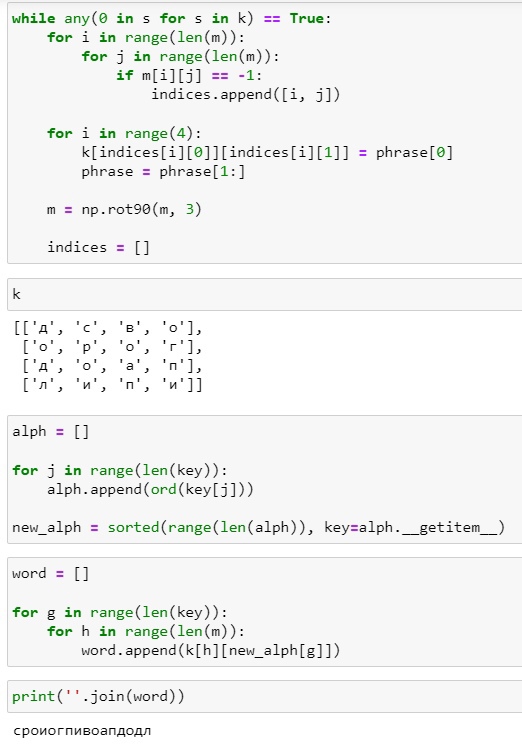 while any(0 in s for s in k) == True:
    for i in range(len(m)):
        for j in range(len(m)):
            if m[i][j] == -1:
                indices.append([i, j])

    for i in range(4):
        k[indices[i][0]][indices[i][1]] = phrase[0]
        phrase = phrase[1:]

    m = np.rot90(m, 3)

    indices = []

k

[['д', 'с', 'в', 'о'],
 ['о', 'р', 'о', 'г'],
 ['д', 'о', 'а', 'п'],
 ['л', 'и', 'п', 'и']]

alph = []

for j in range(len(key)):
    alph.append(ord(key[j]))

new_alph = sorted(range(len(alph)), key=alph.__getitem__)

word = []

for g in range(len(key)):
    for h in range(len(m)):
        word.append(k[h][new_alph[g]])

print(''.join(word))

сроиогпивоапдодл